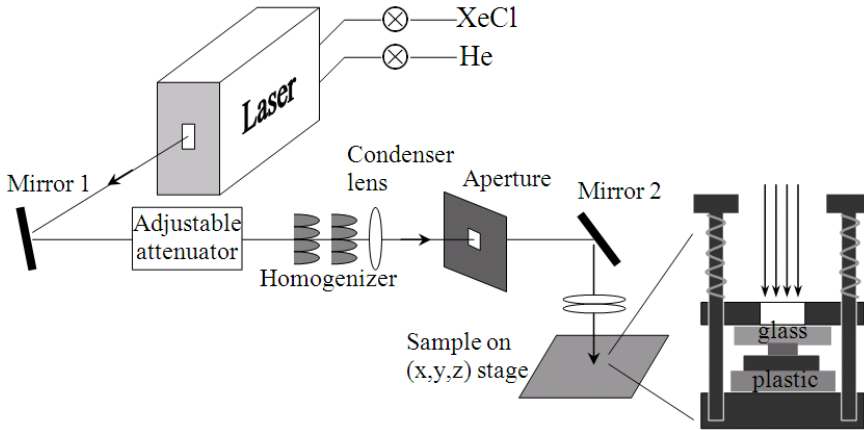 XeCl
He
Laser
Mirror 1
Condenser
lens
Aperture
Mirror 2
Adjustable
attenuator
Homogenizer
Sample on
(x,y,z) stage
glass
plastic